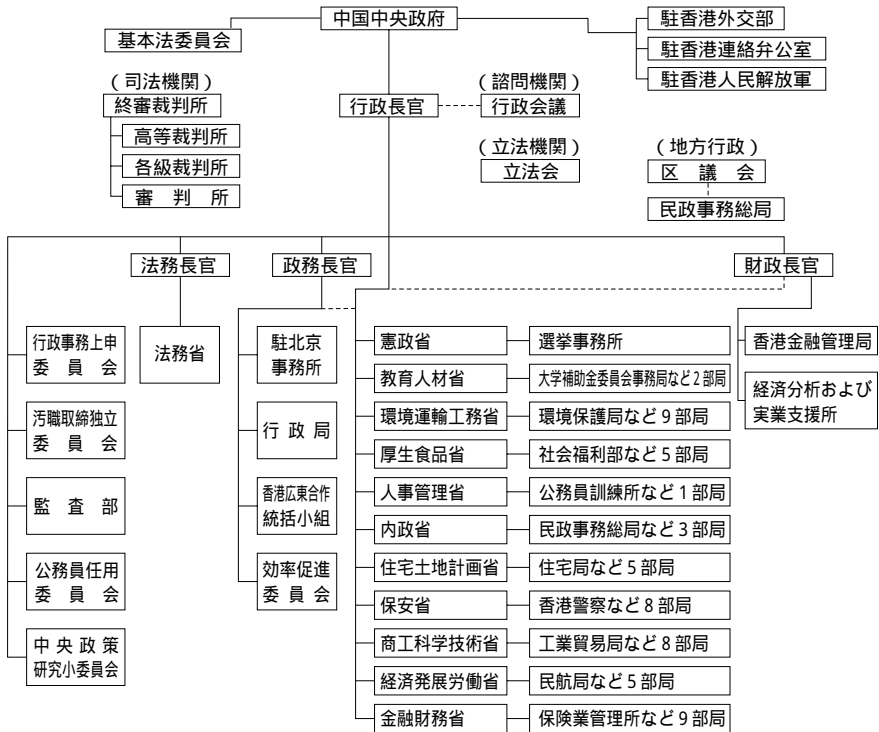 中国中央政府
基本法委員会
駐香港外交部
駐香港連絡弁公室
駐香港人民解放軍
（司法機関）
終審裁判所
高等裁判所
各級裁判所
審判所
行政長官
（諮問機関）
行政会議
（立法機関）
立法会
（地方行政）
区議会
民政事務総局
法務長官
政務長官
財政長官
行政事務上申
委員会
汚職取締独立
委員会
監査部
公務員任用
委員会
中央政策
研究小委員会
法務省
駐北京
事務所
行政局
香港広東合作
統括小組
効率促進
委員会
憲政省
選挙事務所
教育人材省
大学補助金委員会事務局など2部局
環境運輸工務省
環境保護局など9部局
厚生食品省
社会福利部など5部局
人事管理省
公務員訓練所など1部局
内政省
民政事務総局など3部局
住宅土地計画省
住宅局など5部局
保安省
香港警察など8部局
商工科学技術省
工業貿易局など8部局
経済発展労働省
民航局など5部局
金融財務省
保険業管理所など9部局
香港金融管理局
経済分析および
実業支援所